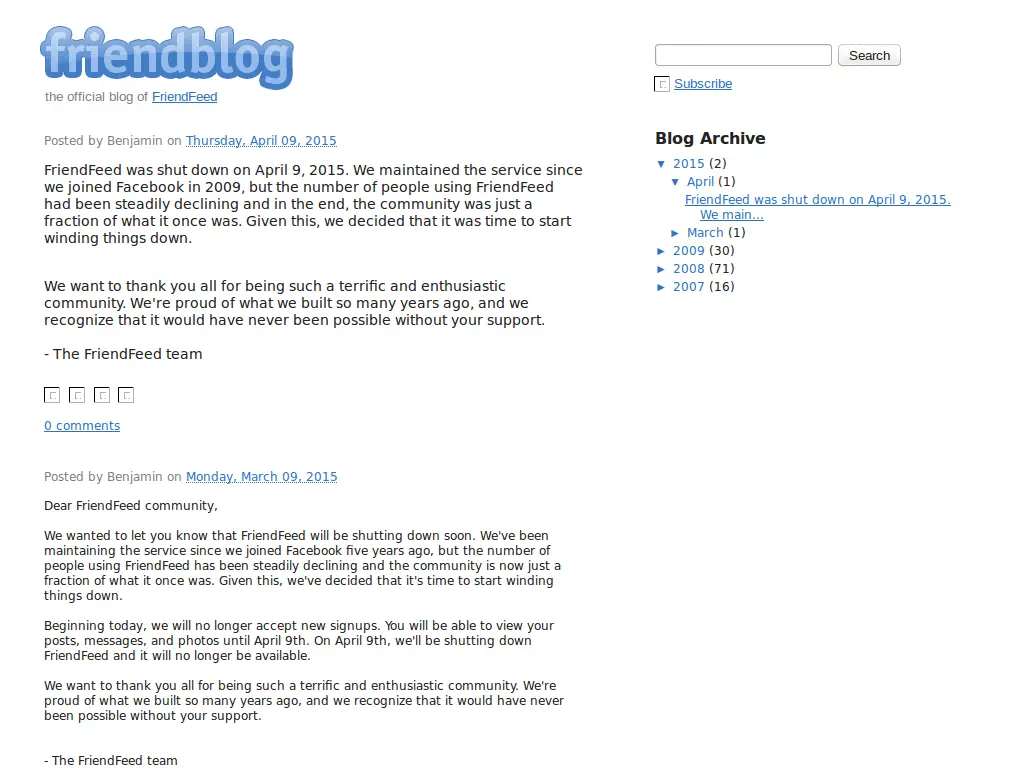 friendblog
the official blog of FriendFeed
Search
Subscribe
Posted by Benjamin on Thursday, April 09, 2015
FriendFeed was shut down on April 9, 2015. We maintained the service since
we joined Facebook in 2009, but the number of people using FriendFeed
had been steadily declining and in the end, the community was just a
fraction of what it once was. Given this, we decided that it was time to start
winding things down.
We want to thank you all for being such a terrific and enthusiastic
community. We're proud of what we built so many years ago, and we
recognize that it would have never been possible without your support.
- The FriendFeed team
0 comments
Posted by Benjamin on Monday, March 09, 2015
Dear FriendFeed community,
We wanted to let you know that FriendFeed will be shutting down soon. We've been
maintaining the service since we joined Facebook five years ago, but the number of
people using FriendFeed has been steadily declining and the community is now just a
fraction of what it once was. Given this, we've decided that it's time to start winding
things down.
Beginning today, we will no longer accept new signups. You will be able to view your
posts, messages, and photos until April 9th. On April 9th, we'll be shutting down
FriendFeed and it will no longer be available.
We want to thank you all for being such a terrific and enthusiastic community. We're
proud of what we built so many years ago, and we recognize that it would have never
been possible without your support.
- The FriendFeed team
Blog Archive
▼ 2015 (2)
▼ April (1)
FriendFeed was shut down on April 9, 2015.
We main...
► March (1)
► 2009 (30)
► 2008 (71)
► 2007 (16)